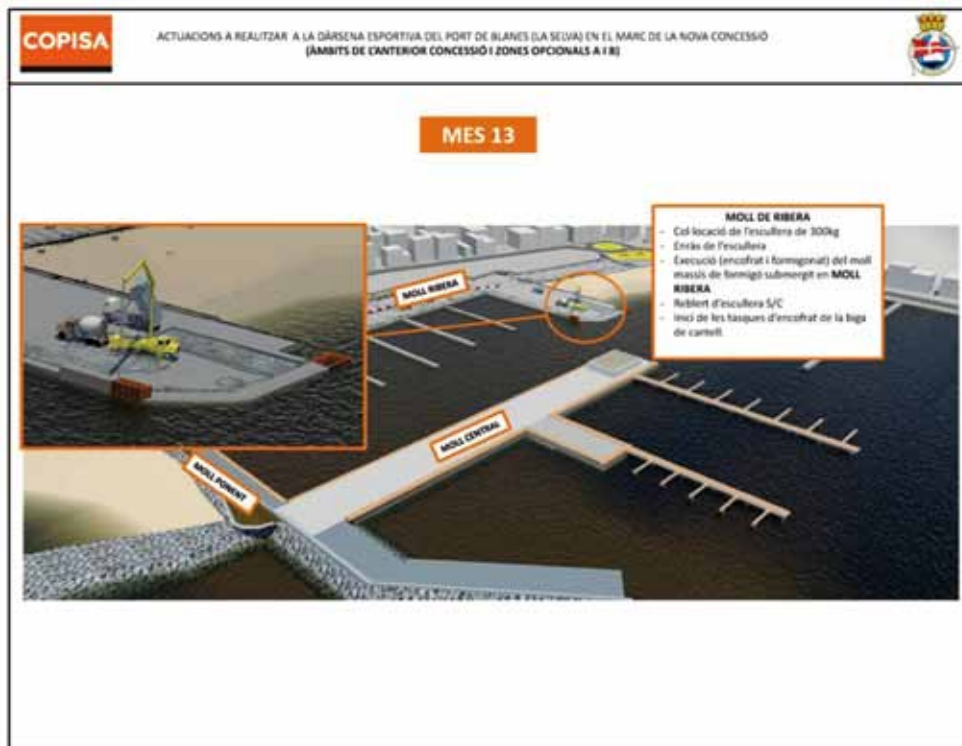 COPISA
ACTUACIONS A REALITZAR A LA DÀRSENA ESPORTIVA DEL PORT DE BLANES (LA SELVA) EN EL MARC DE LA NOVA CONCESSIÓ
(ÀMBITS DE L'ANTERIOR CONCESSIÓ I ZONES OPCIONALS A I B)
MES 13
MOLL DE RIBERA
- Col·locació de l'escullera de 300kg
- Enràs de l'escullera
- Execució (encofrat i formigonat) del moll
massís de formigó submergit en MOLL
RIBERA
- Reblert d'escullera S/C
- Inici de les tasques d'encofrat de la biga
de cantell.
MOLL RIBERA
MOLL CENTRAL
MOLL PONENT